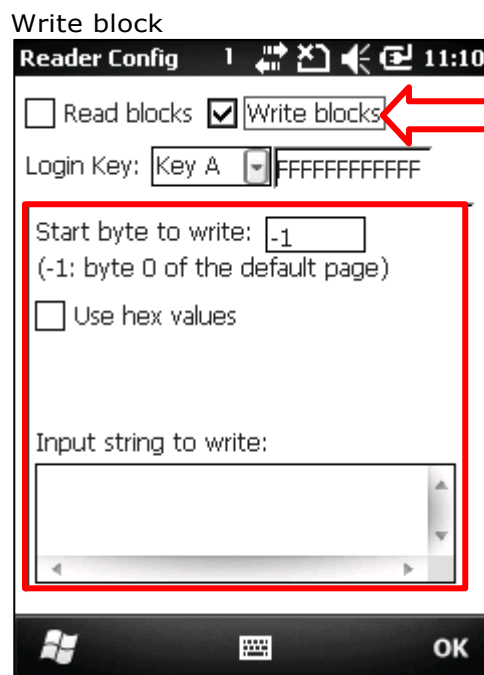 Write block
Reader Config 11:10
Read blocks Write blocks
Login Key: Key A FFFFFFFFFFFF
Start byte to write: -1
(-1: byte 0 of the default page)
Use hex values
Input string to write:
OK